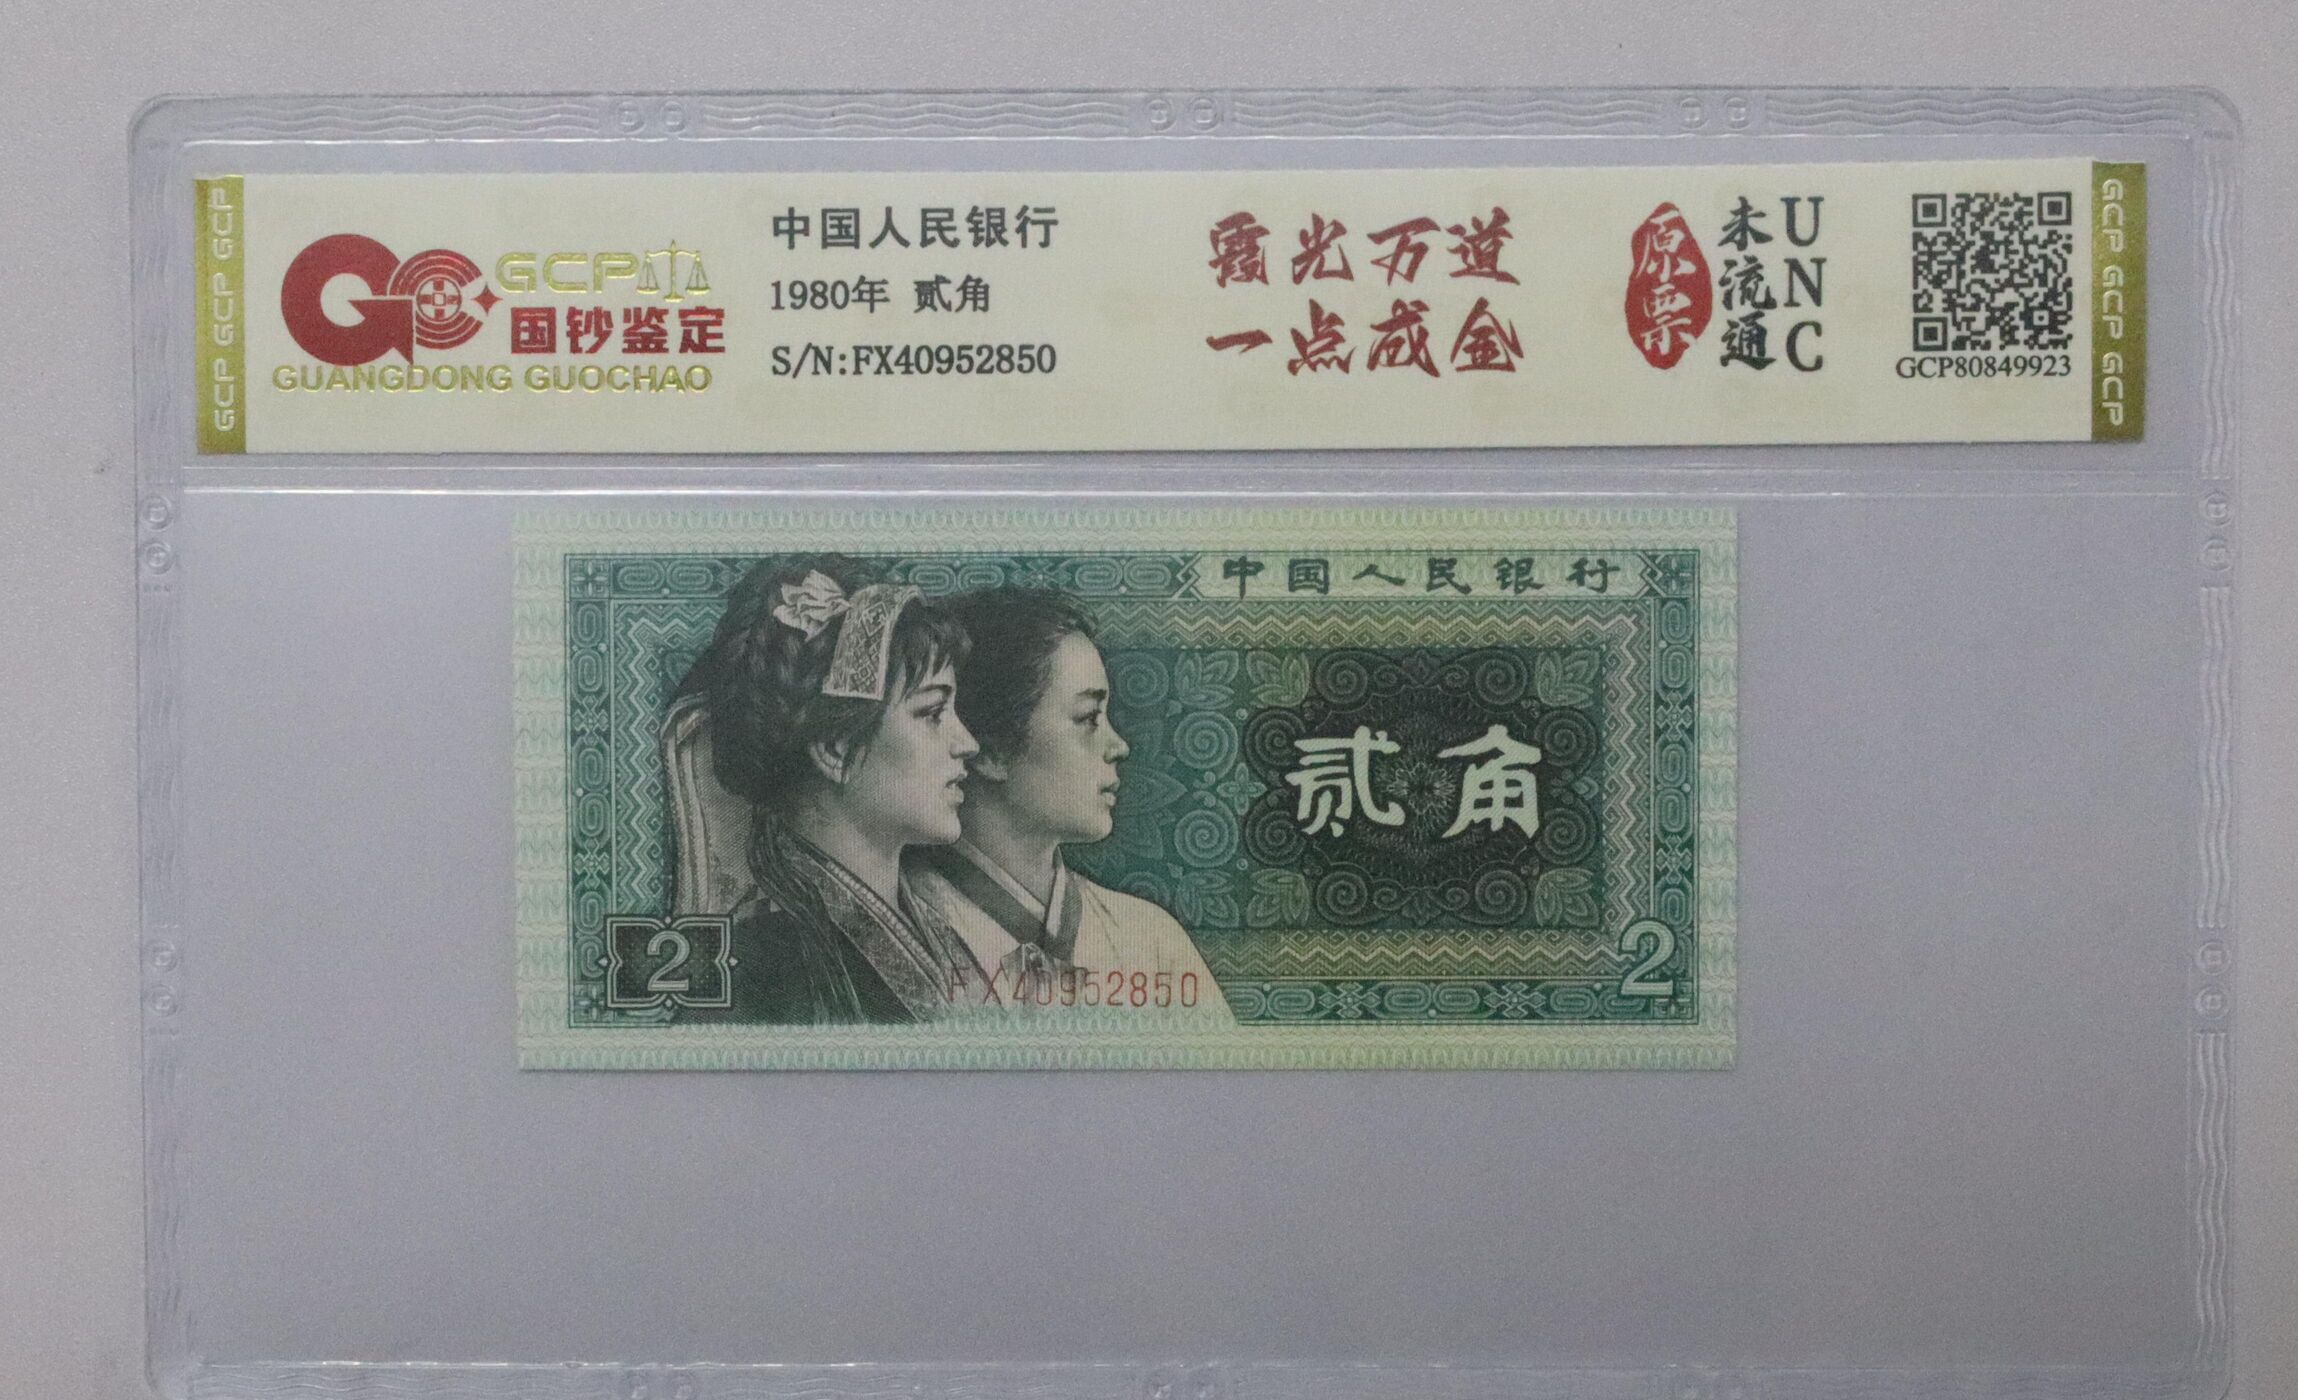 GCP GCP GCP
GCP
国钞鉴定
GUANGDONG GUOCHAO
中国人民银行
1980年 贰角
S/N:FX40952850
霞光万道
一点成金
原票
未流通
UNC
GCP80849923
GCP GCP GCP
中国人民银行
贰角
2
FX40952850
2